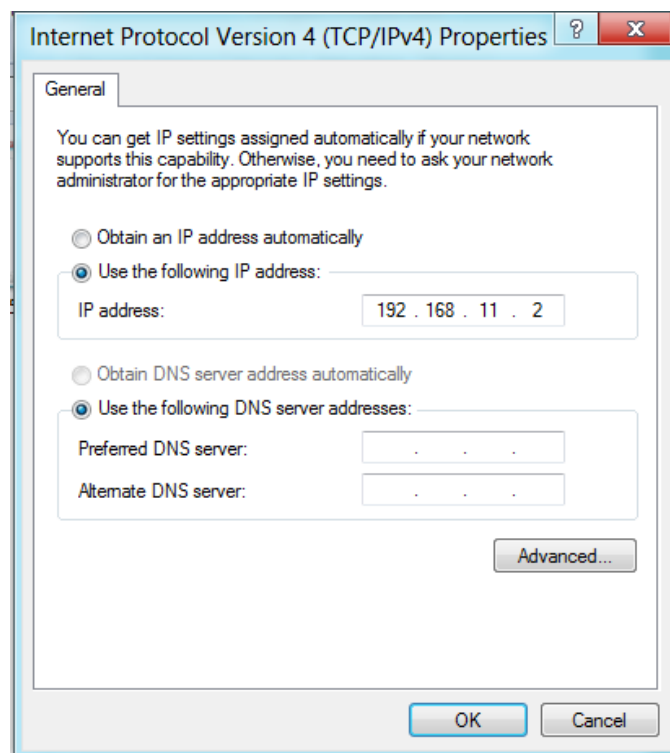 Internet Protocol Version 4 (TCP/IPv4) Properties ? x
General
You can get IP settings assigned automatically if your network
supports this capability. Otherwise, you need to ask your network
administrator for the appropriate IP settings.
Obtain an IP address automatically
Use the following IP address:
IP address: 192 . 168 . 11 . 2
Obtain DNS server address automatically
Use the following DNS server addresses:
Preferred DNS server: . . .
Alternate DNS server: . . .
Advanced...
OK Cancel